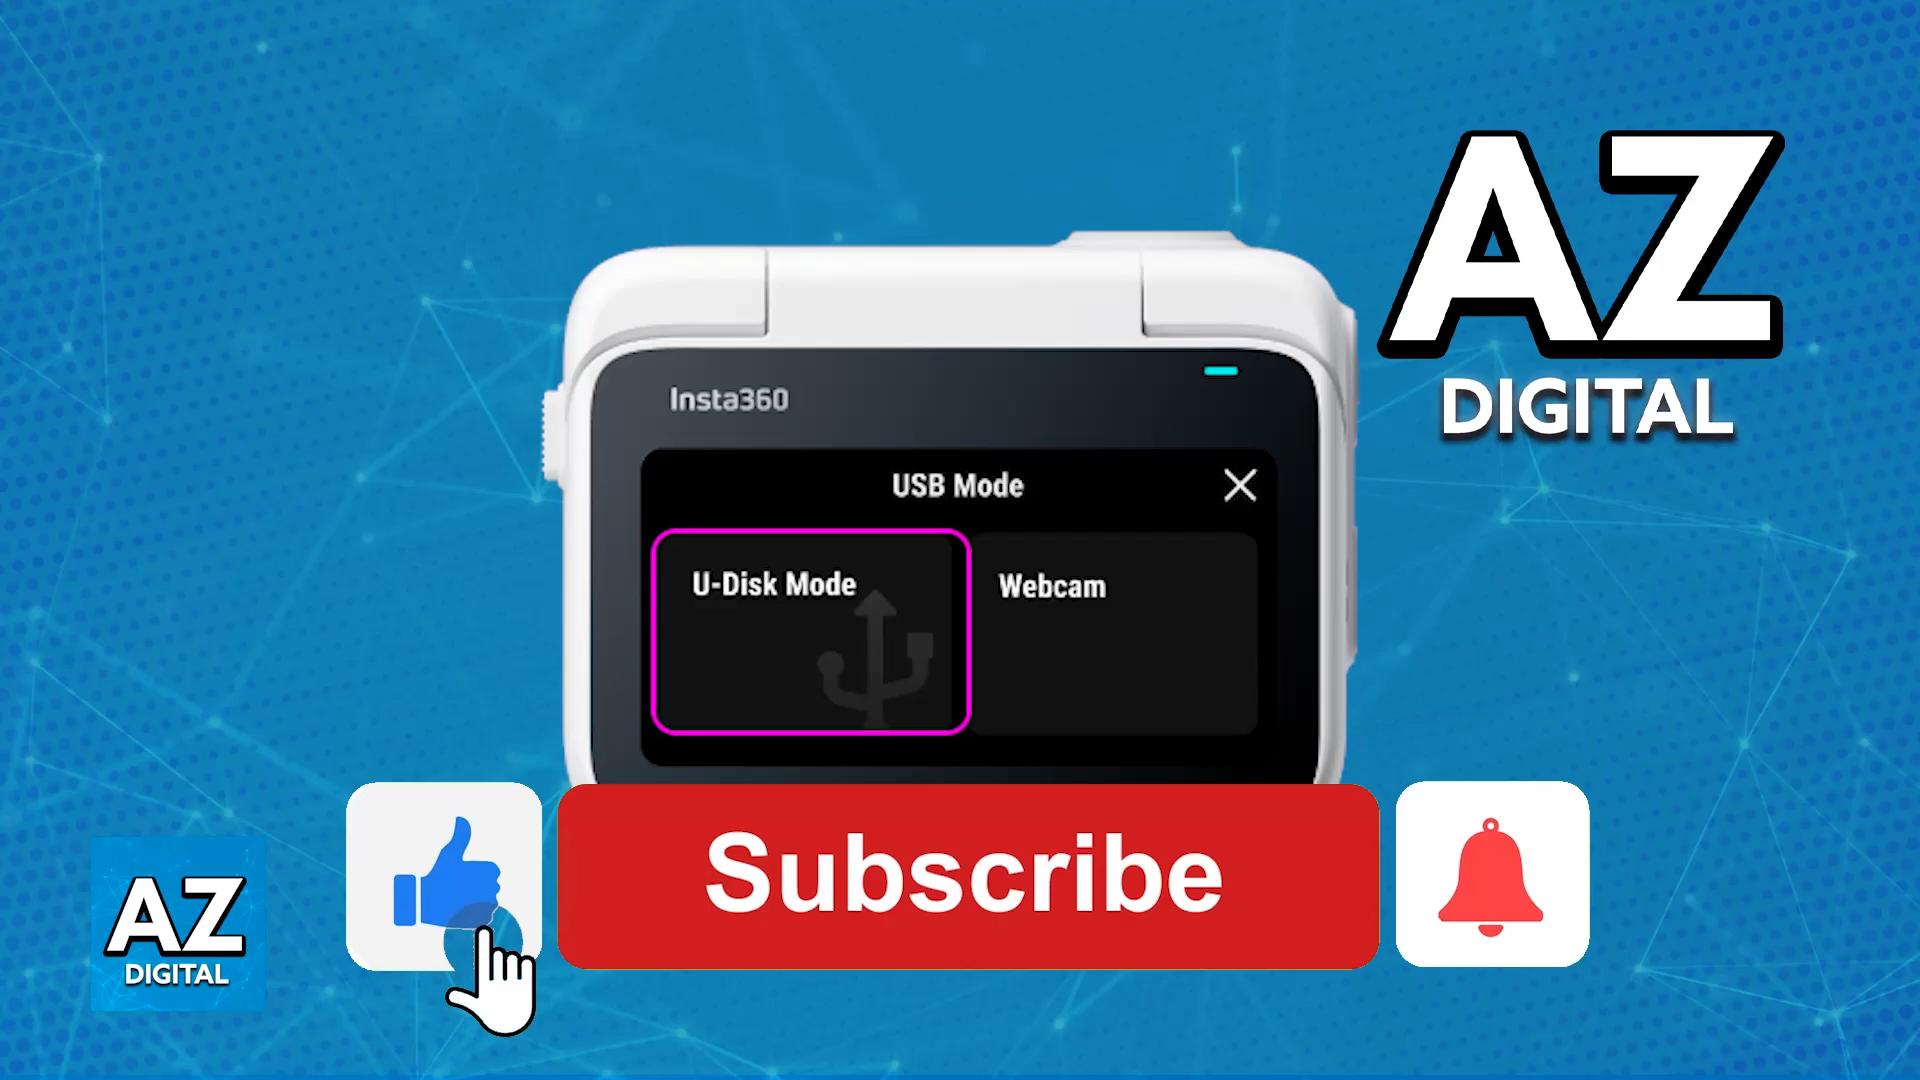 AZ
DIGITAL
Insta360
USB Mode
U-Disk Mode
Webcam
Subscribe
AZ
DIGITAL